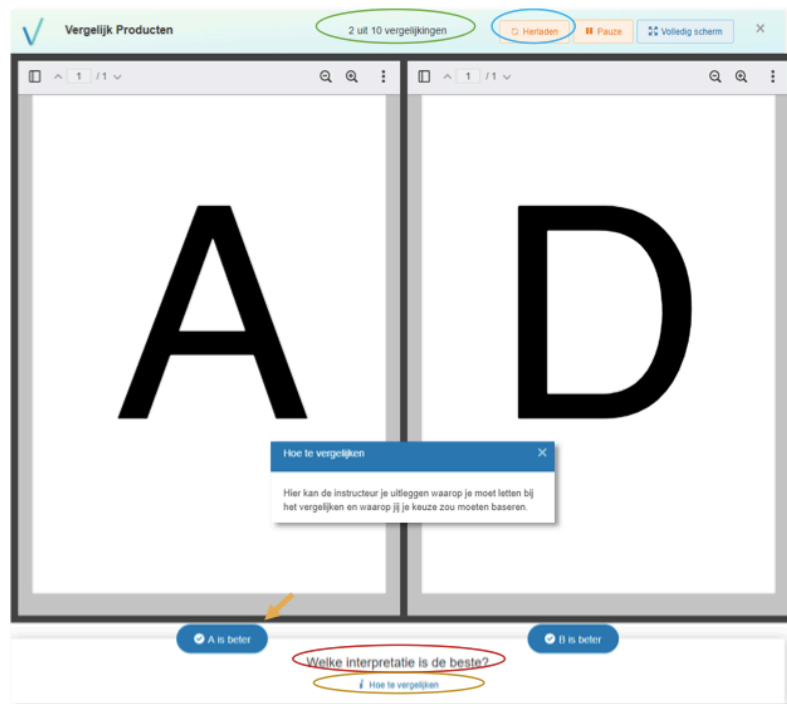 Vergelijk Producten
2 uit 10 vergelijkingen
Herladen
Pauze
Volledig scherm
1 / 1
1 / 1
A
D
Hoe te vergelijken
Hier kan de instructeur je uitleggen waarop je moet letten bij
het vergelijken en waarop jij je keuze zou moeten baseren.
A is beter
B is beter
Welke interpretatie is de beste?
i Hoe te vergelijken